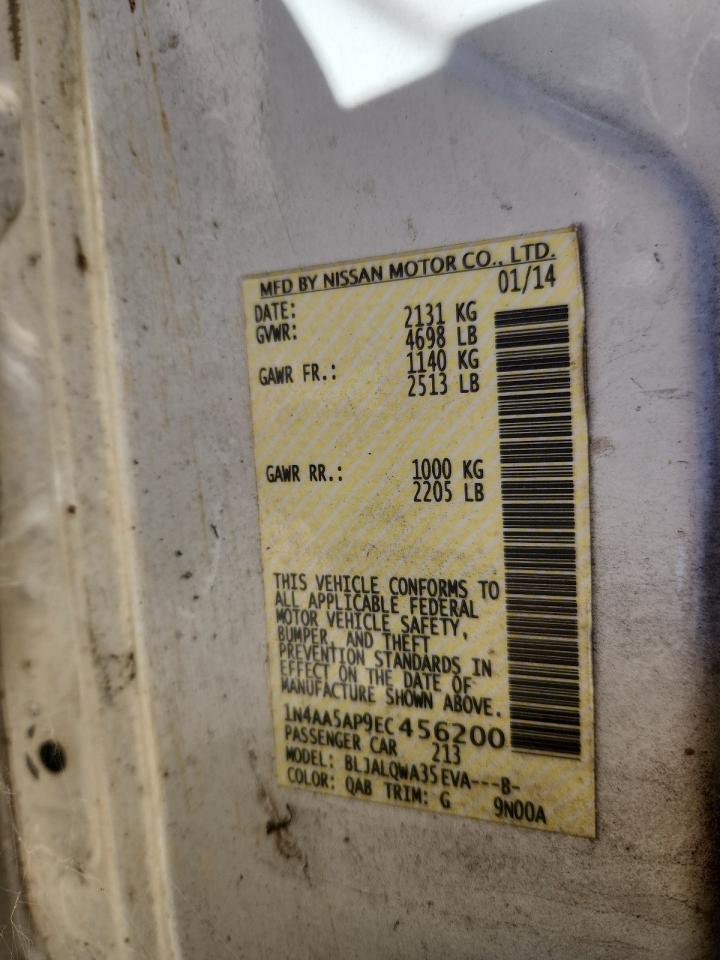 MFD BY NISSAN MOTOR CO., LTD.
DATE: 01/14
GVWR: 2131 KG
4698 LB
GAWR FR.: 1140 KG
2513 LB
GAWR RR.: 1000 KG
2205 LB
THIS VEHICLE CONFORMS TO
ALL APPLICABLE FEDERAL
MOTOR VEHICLE SAFETY,
BUMPER, AND THEFT
PREVENTION STANDARDS IN
EFFECT ON THE DATE OF
MANUFACTURE SHOWN ABOVE.
1N4AA5AP9EC456200
PASSENGER CAR 213
MODEL: BLJALQWA35EVA---B-
COLOR: QAB TRIM: G 9N00A